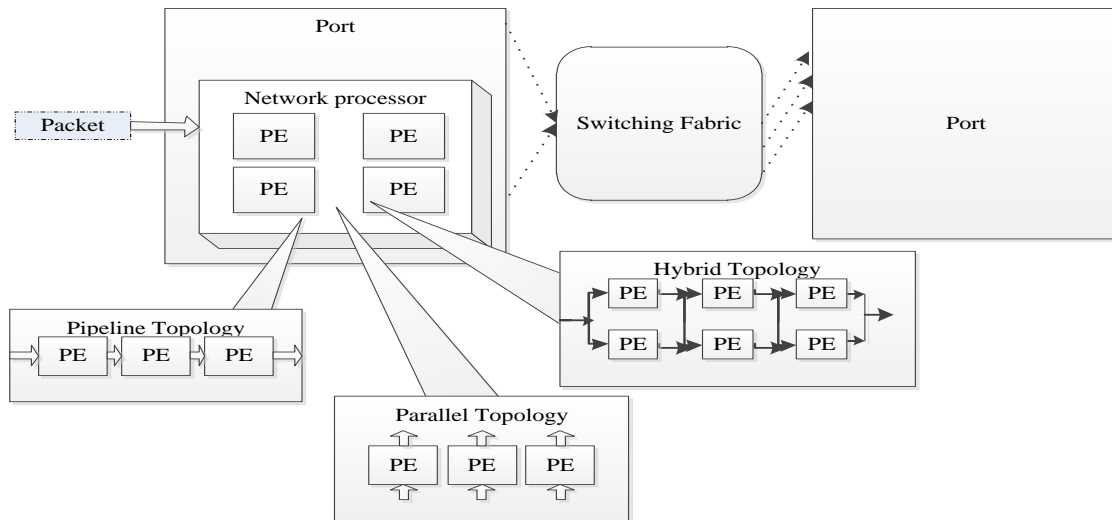 Port
Network processor
Packet
PE
PE
PE
PE
Switching Fabric
Port
Pipeline Topology
PE
PE
PE
Parallel Topology
PE
PE
PE
Hybrid Topology
PE
PE
PE
PE
PE
PE